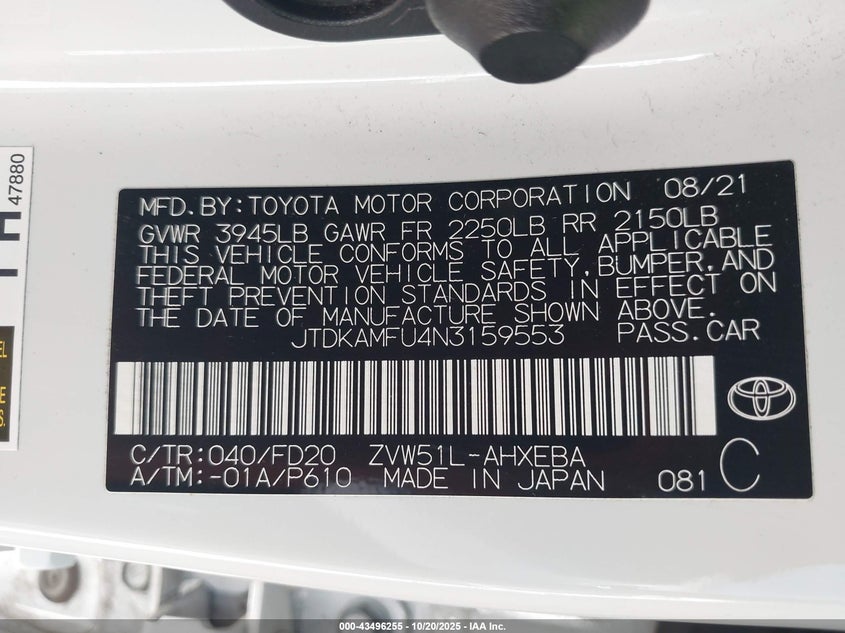 47880
MFD.BY:TOYOTA MOTOR CORPORATION 08/21
GVWR 3945LB GAWR FR 2250LB RR 2150LB
THIS VEHICLE CONFORMS TO ALL APPLICABLE
FEDERAL MOTOR VEHICLE SAFETY,BUMPER,AND
THEFT PREVENTION STANDARDS IN EFFECT ON
THE DATE OF MANUFACTURE SHOWN ABOVE.
JTDKAMFU4N3159553 PASS.CAR
C/TR:040/FD20 ZVW51L-AHXEBA
A/TM:-01A/P610 MADE IN JAPAN 081 C
000-43496255 - 10/20/2025 - IAA Inc.